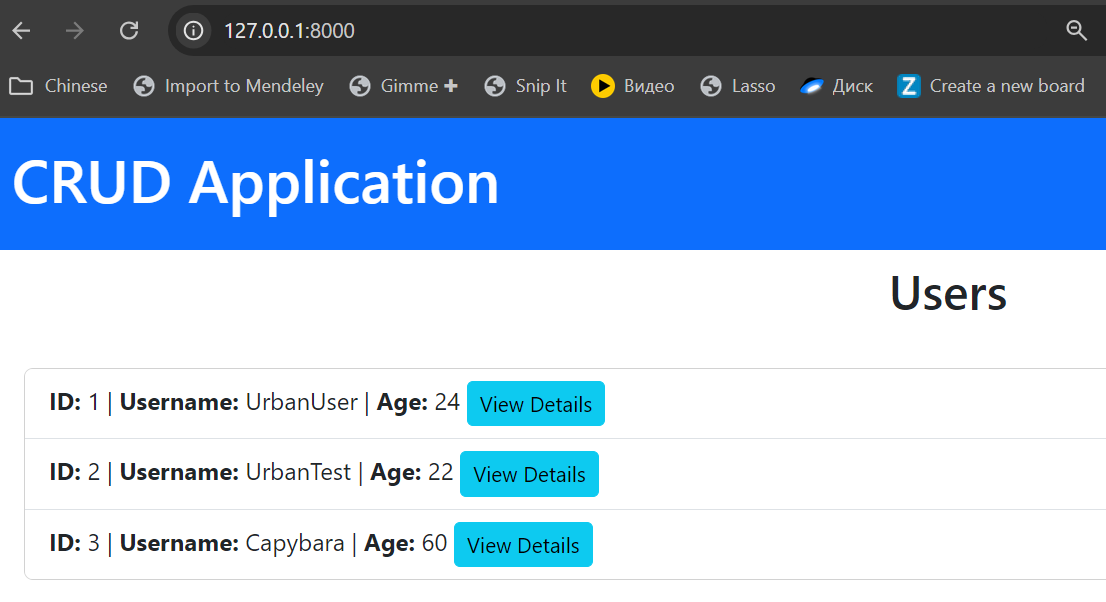 127.0.0.1:8000
Chinese Import to Mendeley Gimme + Snip It Видео Lasso Диск Create a new board
CRUD Application
Users
ID: 1 | Username: UrbanUser | Age: 24 View Details
ID: 2 | Username: UrbanTest | Age: 22 View Details
ID: 3 | Username: Capybara | Age: 60 View Details